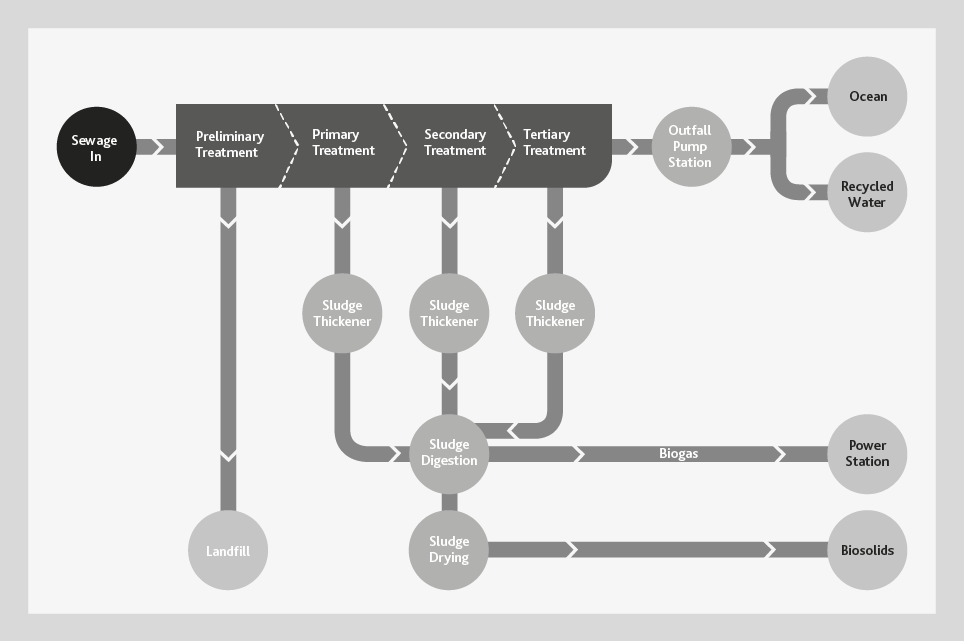 Sewage
In
Preliminary
Treatment
Primary
Treatment
Secondary
Treatment
Tertiary
Treatment
Outfall
Pump
Station
Ocean
Recycled
Water
Sludge
Thickener
Sludge
Thickener
Sludge
Thickener
Sludge
Digestion
Biogas
Power
Station
Landfill
Sludge
Drying
Biosolids